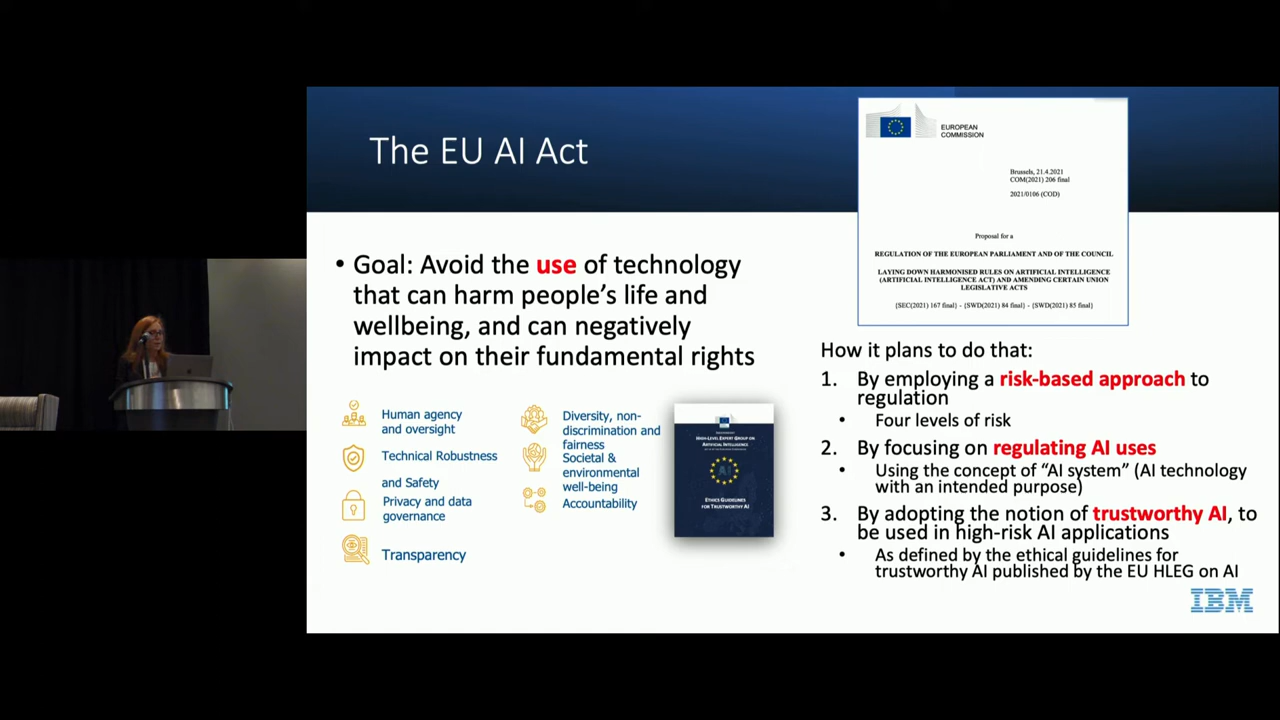 The EU AI Act
EUROPEAN
COMMISSION
Brussels, 21.4.2021
COM(2021) 206 final
2021/0106 (COD)
Proposal for a
REGULATION OF THE EUROPEAN PARLIAMENT AND OF THE COUNCIL
LAYING DOWN HARMONISED RULES ON ARTIFICIAL INTELLIGENCE
(ARTIFICIAL INTELLIGENCE ACT) AND AMENDING CERTAIN UNION
LEGISLATIVE ACTS
{SEC(2021) 167 final} - {SWD(2021) 84 final} - {SWD(2021) 85 final}
• Goal: Avoid the use of technology
that can harm people's life and
wellbeing, and can negatively
impact on their fundamental rights
Human agency
and oversight
Technical Robustness
and Safety
Privacy and data
governance
Transparency
Diversity, non-
discrimination and
fairness
Societal &
environmental
well-being
Accountability
HIGH-LEVEL EXPERT GROUP ON
ARTIFICIAL INTELLIGENCE
AI
ETHICS GUIDELINES
FOR TRUSTWORTHY AI
How it plans to do that:
1. By employing a risk-based approach to
regulation
• Four levels of risk
2. By focusing on regulating AI uses
• Using the concept of “AI system” (AI technology
with an intended purpose)
3. By adopting the notion of trustworthy AI, to
be used in high-risk AI applications
• As defined by the ethical guidelines for
trustworthy AI published by the EU HLEG on AI
IBM